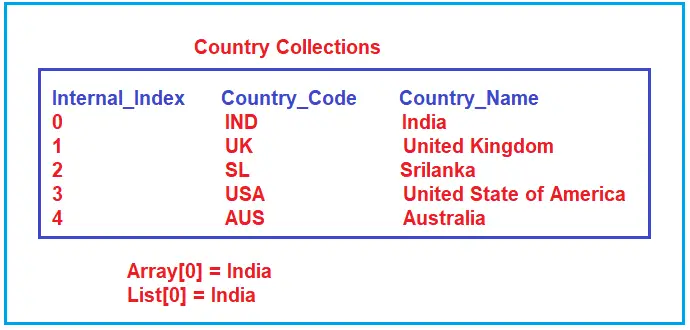 Country Collections
Internal_Index Country_Code Country_Name
0 IND India
1 UK United Kingdom
2 SL Srilanka
3 USA United State of America
4 AUS Australia
Array[0] = India
List[0] = India